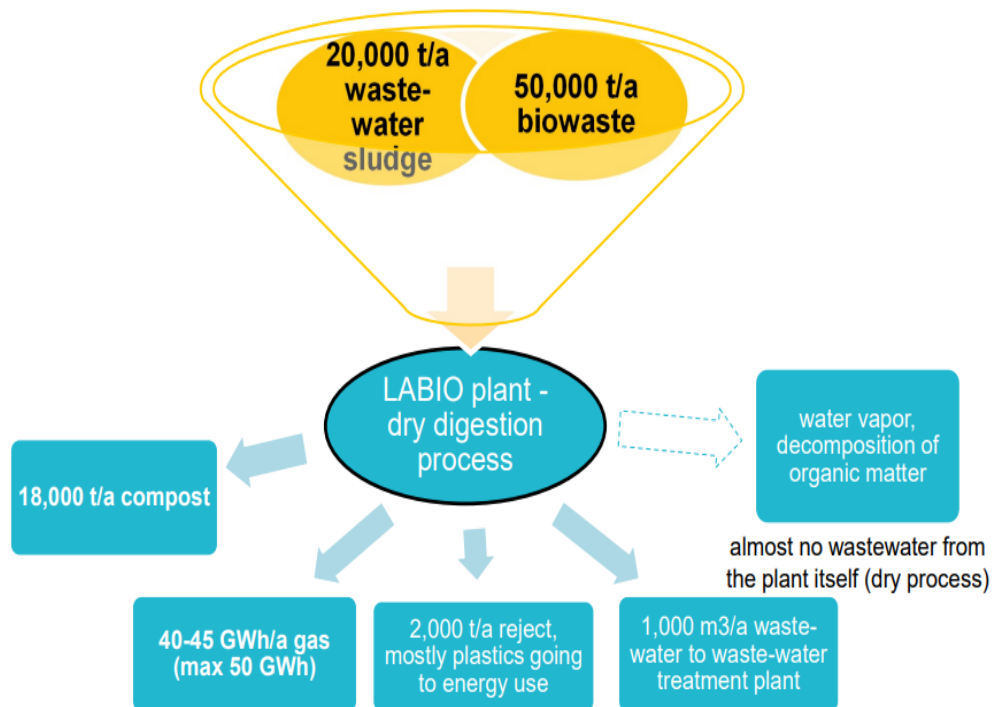 20,000 t/a
waste-
water
sludge
50,000 t/a
biowaste
LABIO plant -
dry digestion
process
water vapor,
decomposition of
organic matter
almost no wastewater from
the plant itself (dry process)
18,000 t/a compost
40-45 GWh/a gas
(max 50 GWh)
2,000 t/a reject,
mostly plastics going
to energy use
1,000 m3/a waste-
water to waste-water
treatment plant